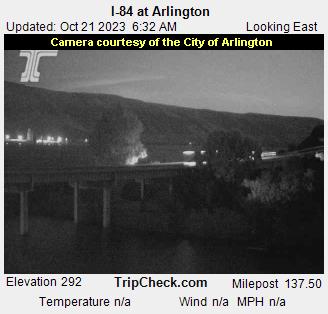 I-84 at Arlington
Updated: Oct 21 2023 6:32 AM Looking East
Camera courtesy of the City of Arlington
Elevation 292 TripCheck.com Milepost 137.50
Temperature n/a Wind n/a MPH n/a